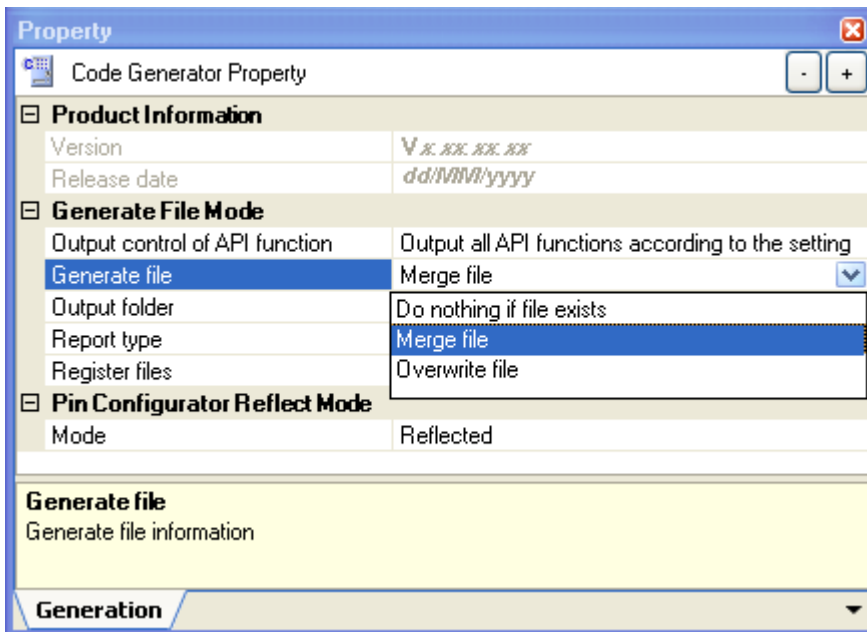 Property
Code Generator Property
- +
Product Information
Version V x.xx.xx.xx
Release date dd/MM/yyyy
Generate File Mode
Output control of API function Output all API functions according to the setting
Generate file Merge file
Output folder Do nothing if file exists
Report type Merge file
Register files Overwrite file
Pin Configurator Reflect Mode
Mode Reflected
Generate file
Generate file information
Generation